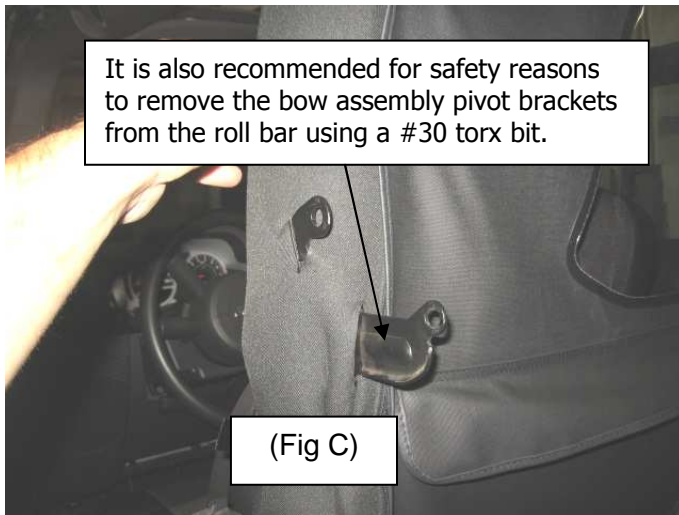 It is also recommended for safety reasons
to remove the bow assembly pivot brackets
from the roll bar using a #30 torx bit.
(Fig C)